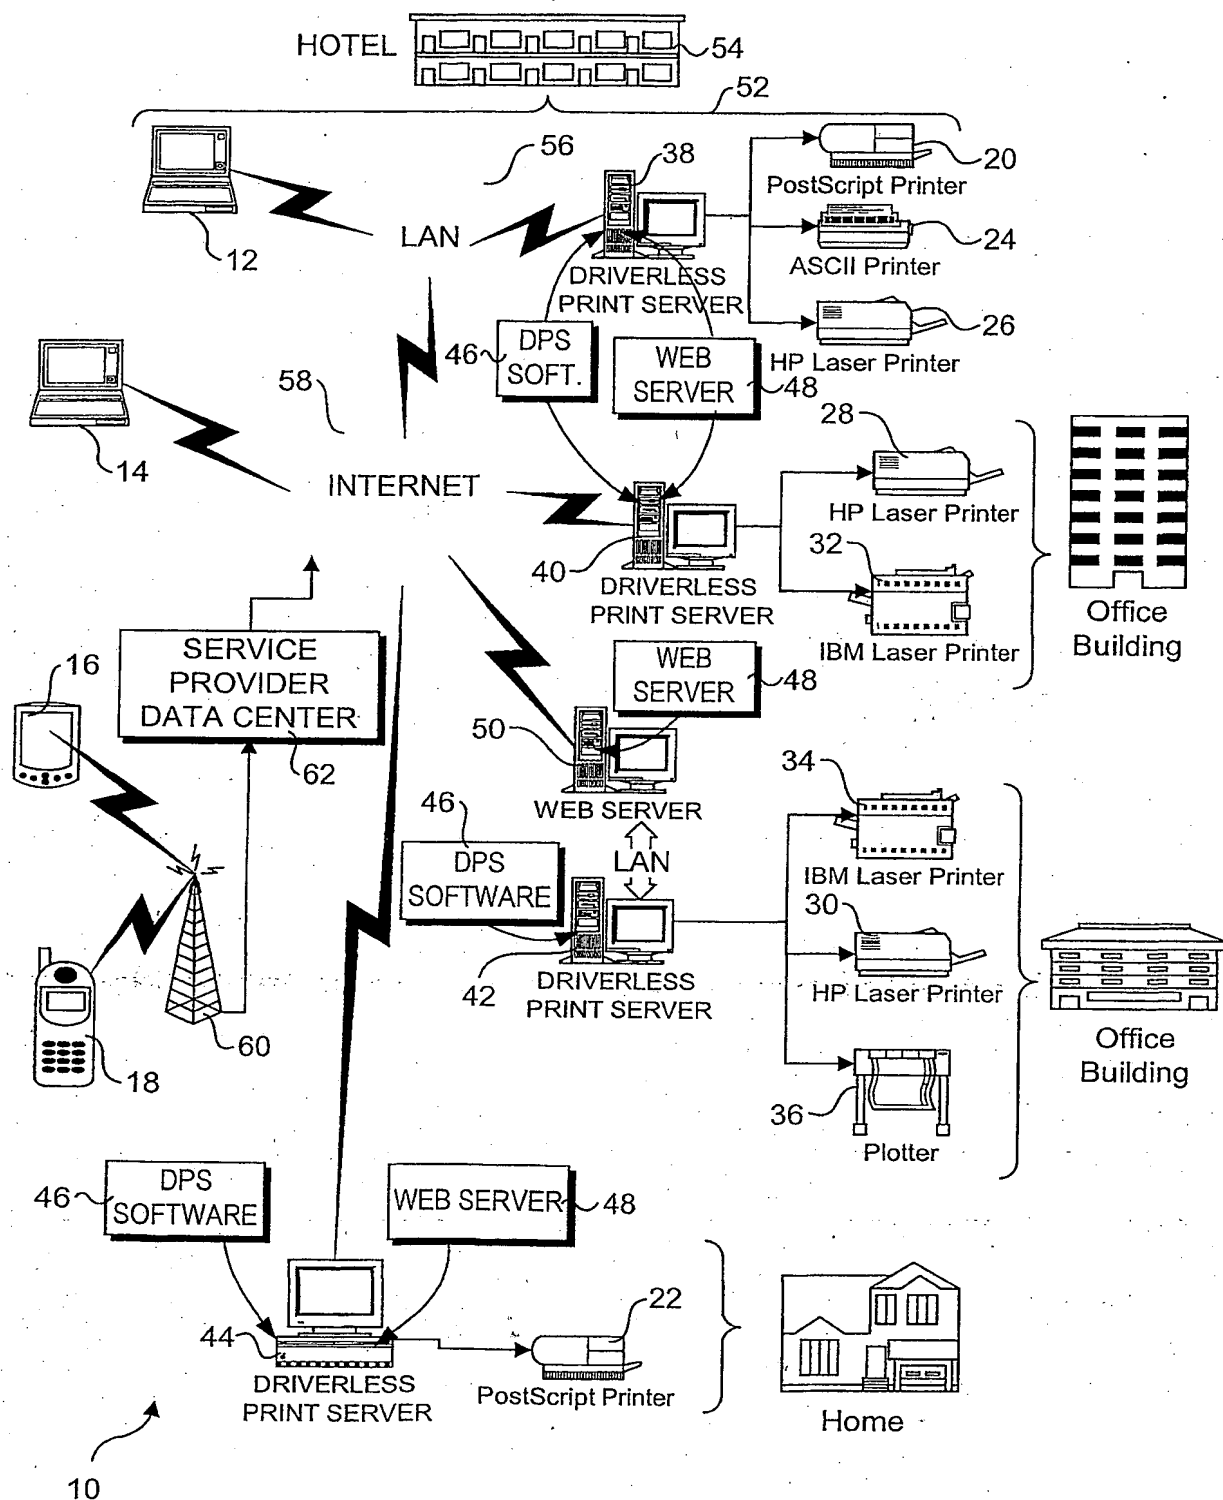 HOTEL
54
52
56
38
20
PostScript Printer
LAN
12
24
ASCII Printer
DRIVERLESS
PRINT SERVER
26
HP Laser Printer
46
DPS
SOFT.
WEB
SERVER
48
58
14
INTERNET
28
HP Laser Printer
32
IBM Laser Printer
40
DRIVERLESS
PRINT SERVER
Office
Building
SERVICE
PROVIDER
DATA CENTER
62
16
WEB
SERVER
48
50
WEB SERVER
LAN
46
DPS
SOFTWARE
42
DRIVERLESS
PRINT SERVER
34
IBM Laser Printer
30
HP Laser Printer
36
Plotter
Office
Building
60
18
46
DPS
SOFTWARE
WEB SERVER
48
44
DRIVERLESS
PRINT SERVER
22
PostScript Printer
Home
10